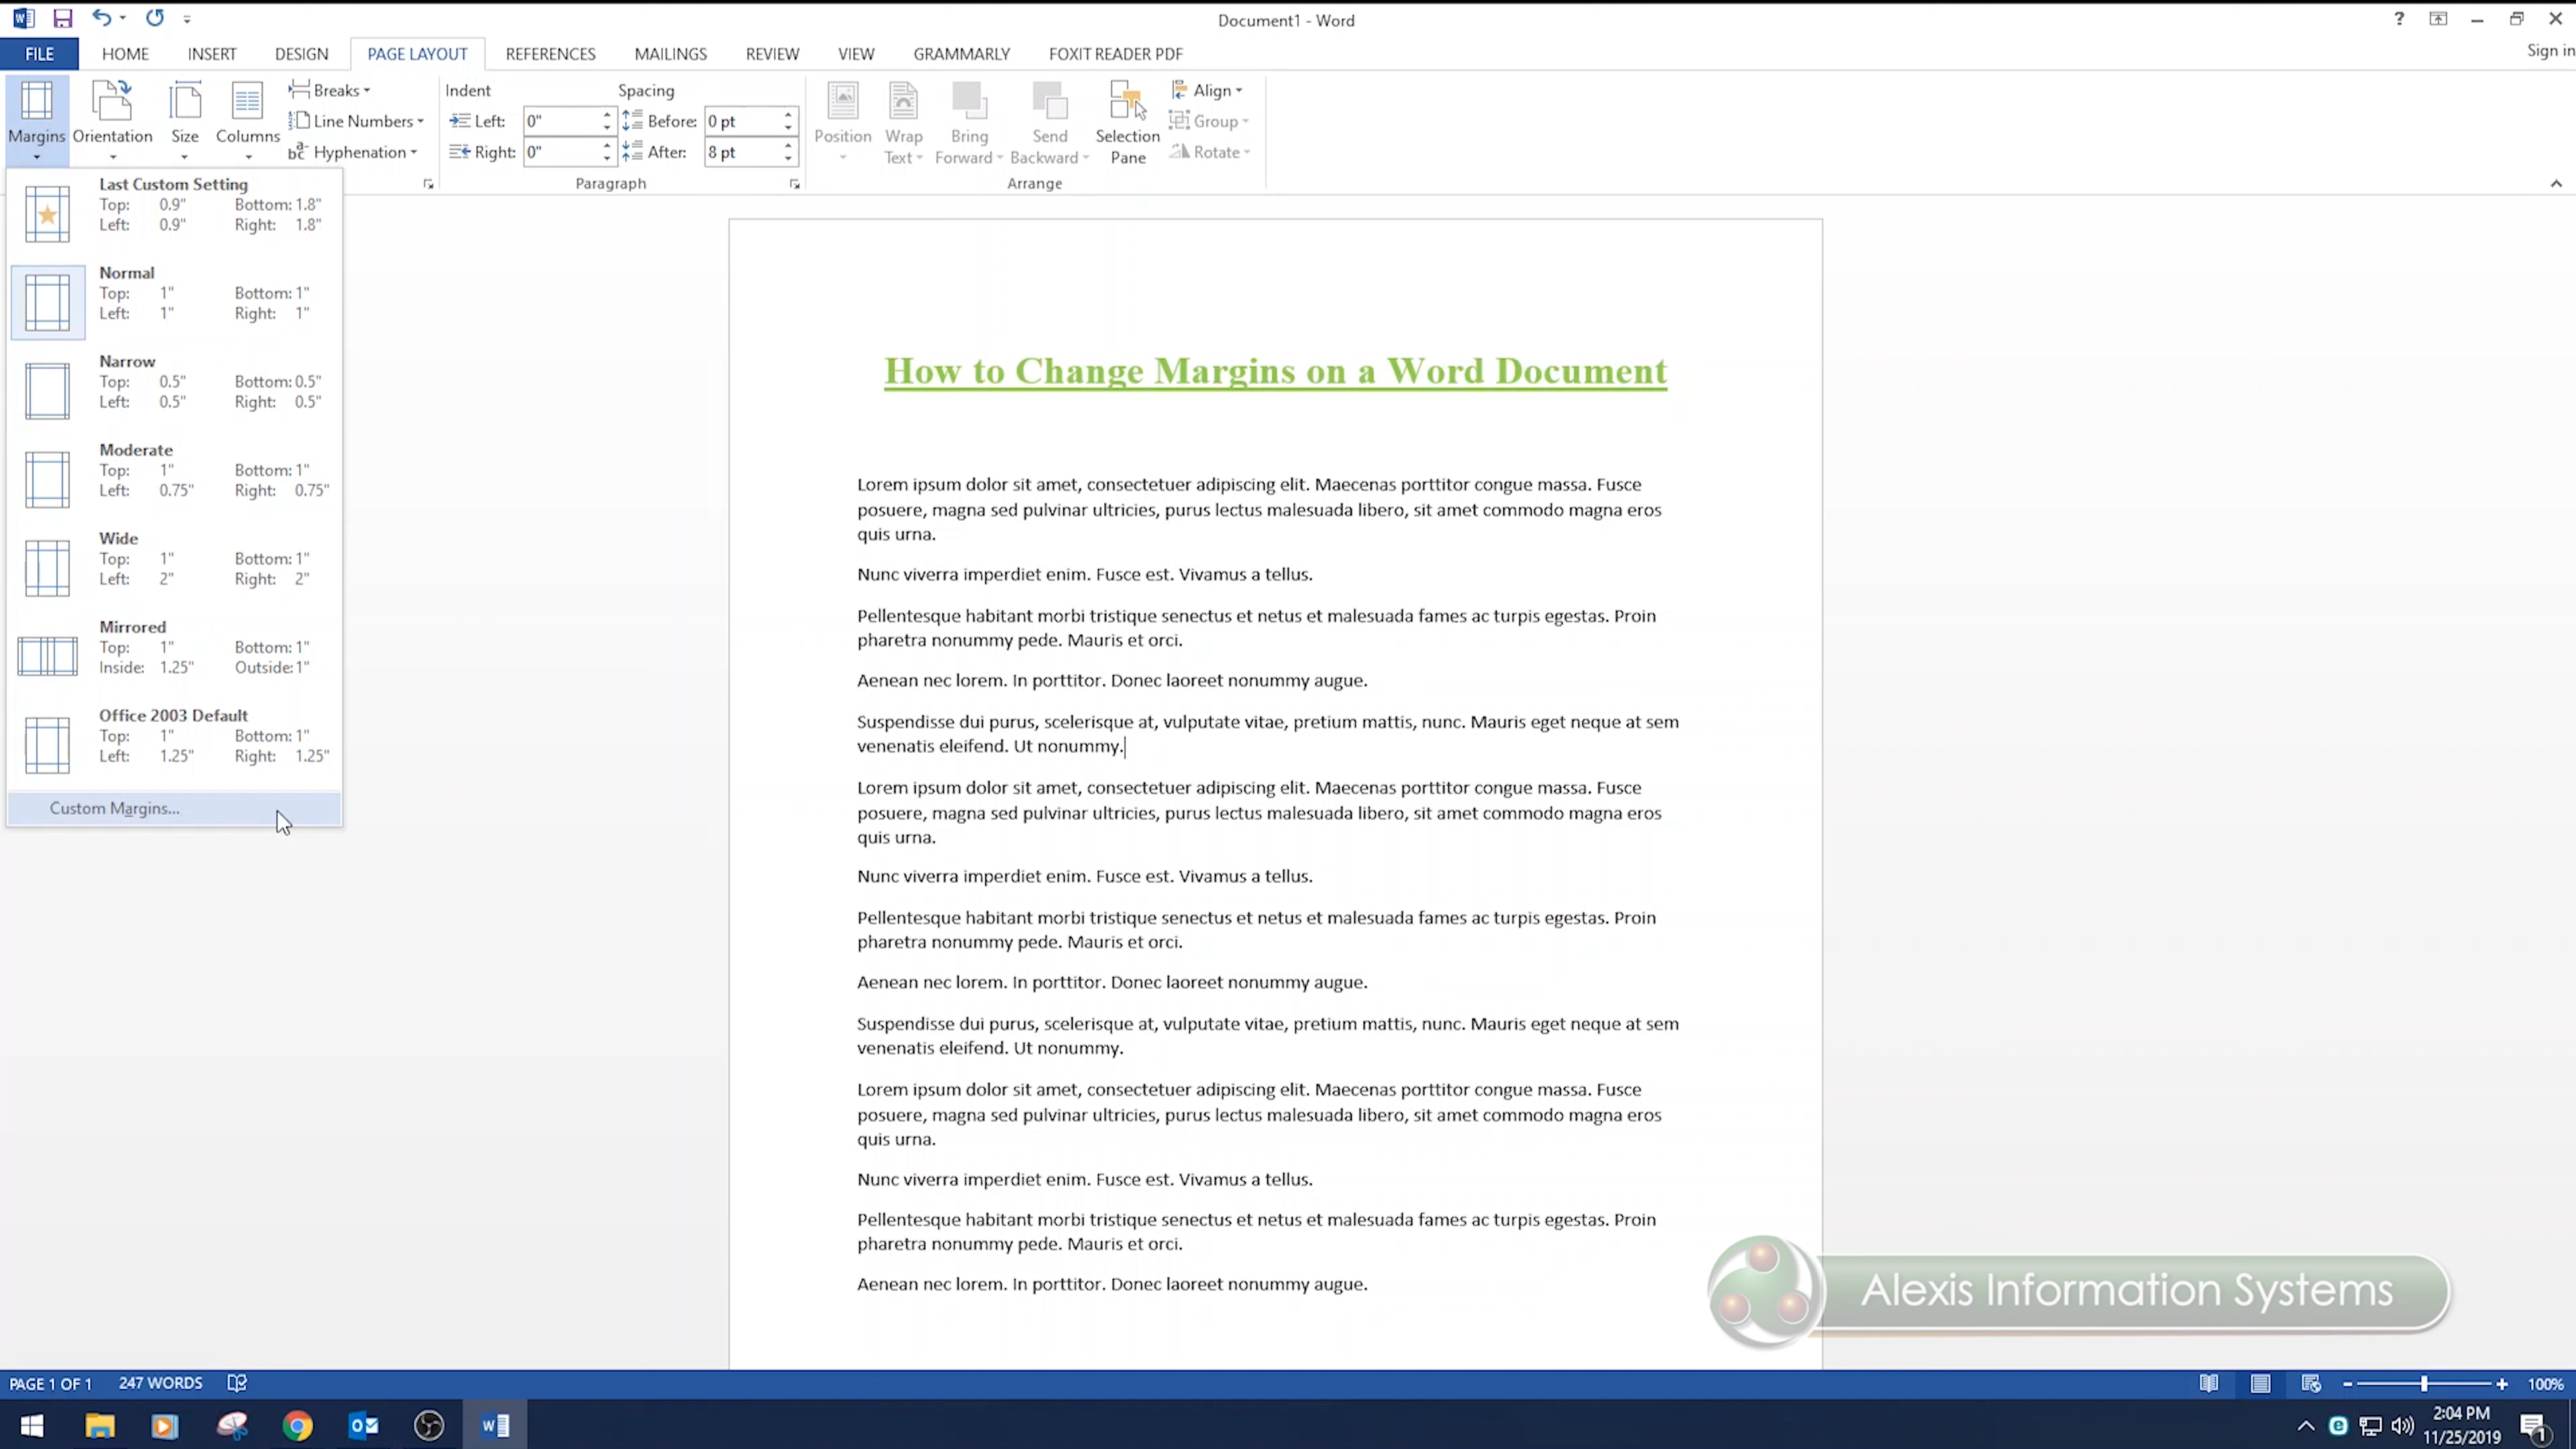 Document1 - Word
?
Sign in
FILE HOME INSERT DESIGN PAGE LAYOUT REFERENCES MAILINGS REVIEW VIEW GRAMMARLY FOXIT READER PDF
Margins Orientation Size Columns
Breaks
Line Numbers
Hyphenation
Indent Spacing
Left: 0" Before: 0 pt
Right: 0" After: 8 pt
Paragraph
Position Wrap Text Bring Forward Send Backward Selection Pane
Align
Group
Rotate
Arrange
Last Custom Setting
Top: 0.9" Bottom: 1.8"
Left: 0.9" Right: 1.8"
Normal
Top: 1" Bottom: 1"
Left: 1" Right: 1"
Narrow
Top: 0.5" Bottom: 0.5"
Left: 0.5" Right: 0.5"
Moderate
Top: 1" Bottom: 1"
Left: 0.75" Right: 0.75"
Wide
Top: 1" Bottom: 1"
Left: 2" Right: 2"
Mirrored
Top: 1" Bottom: 1"
Inside: 1.25" Outside: 1"
Office 2003 Default
Top: 1" Bottom: 1"
Left: 1.25" Right: 1.25"
Custom Margins...
How to Change Margins on a Word Document
Lorem ipsum dolor sit amet, consectetuer adipiscing elit. Maecenas porttitor congue massa. Fusce
posuere, magna sed pulvinar ultricies, purus lectus malesuada libero, sit amet commodo magna eros
quis urna.
Nunc viverra imperdiet enim. Fusce est. Vivamus a tellus.
Pellentesque habitant morbi tristique senectus et netus et malesuada fames ac turpis egestas. Proin
pharetra nonummy pede. Mauris et orci.
Aenean nec lorem. In porttitor. Donec laoreet nonummy augue.
Suspendisse dui purus, scelerisque at, vulputate vitae, pretium mattis, nunc. Mauris eget neque at sem
venenatis eleifend. Ut nonummy.
Lorem ipsum dolor sit amet, consectetuer adipiscing elit. Maecenas porttitor congue massa. Fusce
posuere, magna sed pulvinar ultricies, purus lectus malesuada libero, sit amet commodo magna eros
quis urna.
Nunc viverra imperdiet enim. Fusce est. Vivamus a tellus.
Pellentesque habitant morbi tristique senectus et netus et malesuada fames ac turpis egestas. Proin
pharetra nonummy pede. Mauris et orci.
Aenean nec lorem. In porttitor. Donec laoreet nonummy augue.
Suspendisse dui purus, scelerisque at, vulputate vitae, pretium mattis, nunc. Mauris eget neque at sem
venenatis eleifend. Ut nonummy.
Lorem ipsum dolor sit amet, consectetuer adipiscing elit. Maecenas porttitor congue massa. Fusce
posuere, magna sed pulvinar ultricies, purus lectus malesuada libero, sit amet commodo magna eros
quis urna.
Nunc viverra imperdiet enim. Fusce est. Vivamus a tellus.
Pellentesque habitant morbi tristique senectus et netus et malesuada fames ac turpis egestas. Proin
pharetra nonummy pede. Mauris et orci.
Aenean nec lorem. In porttitor. Donec laoreet nonummy augue.
Alexis Information Systems
PAGE 1 OF 1 247 WORDS 100%
2:04 PM
11/25/2019
1